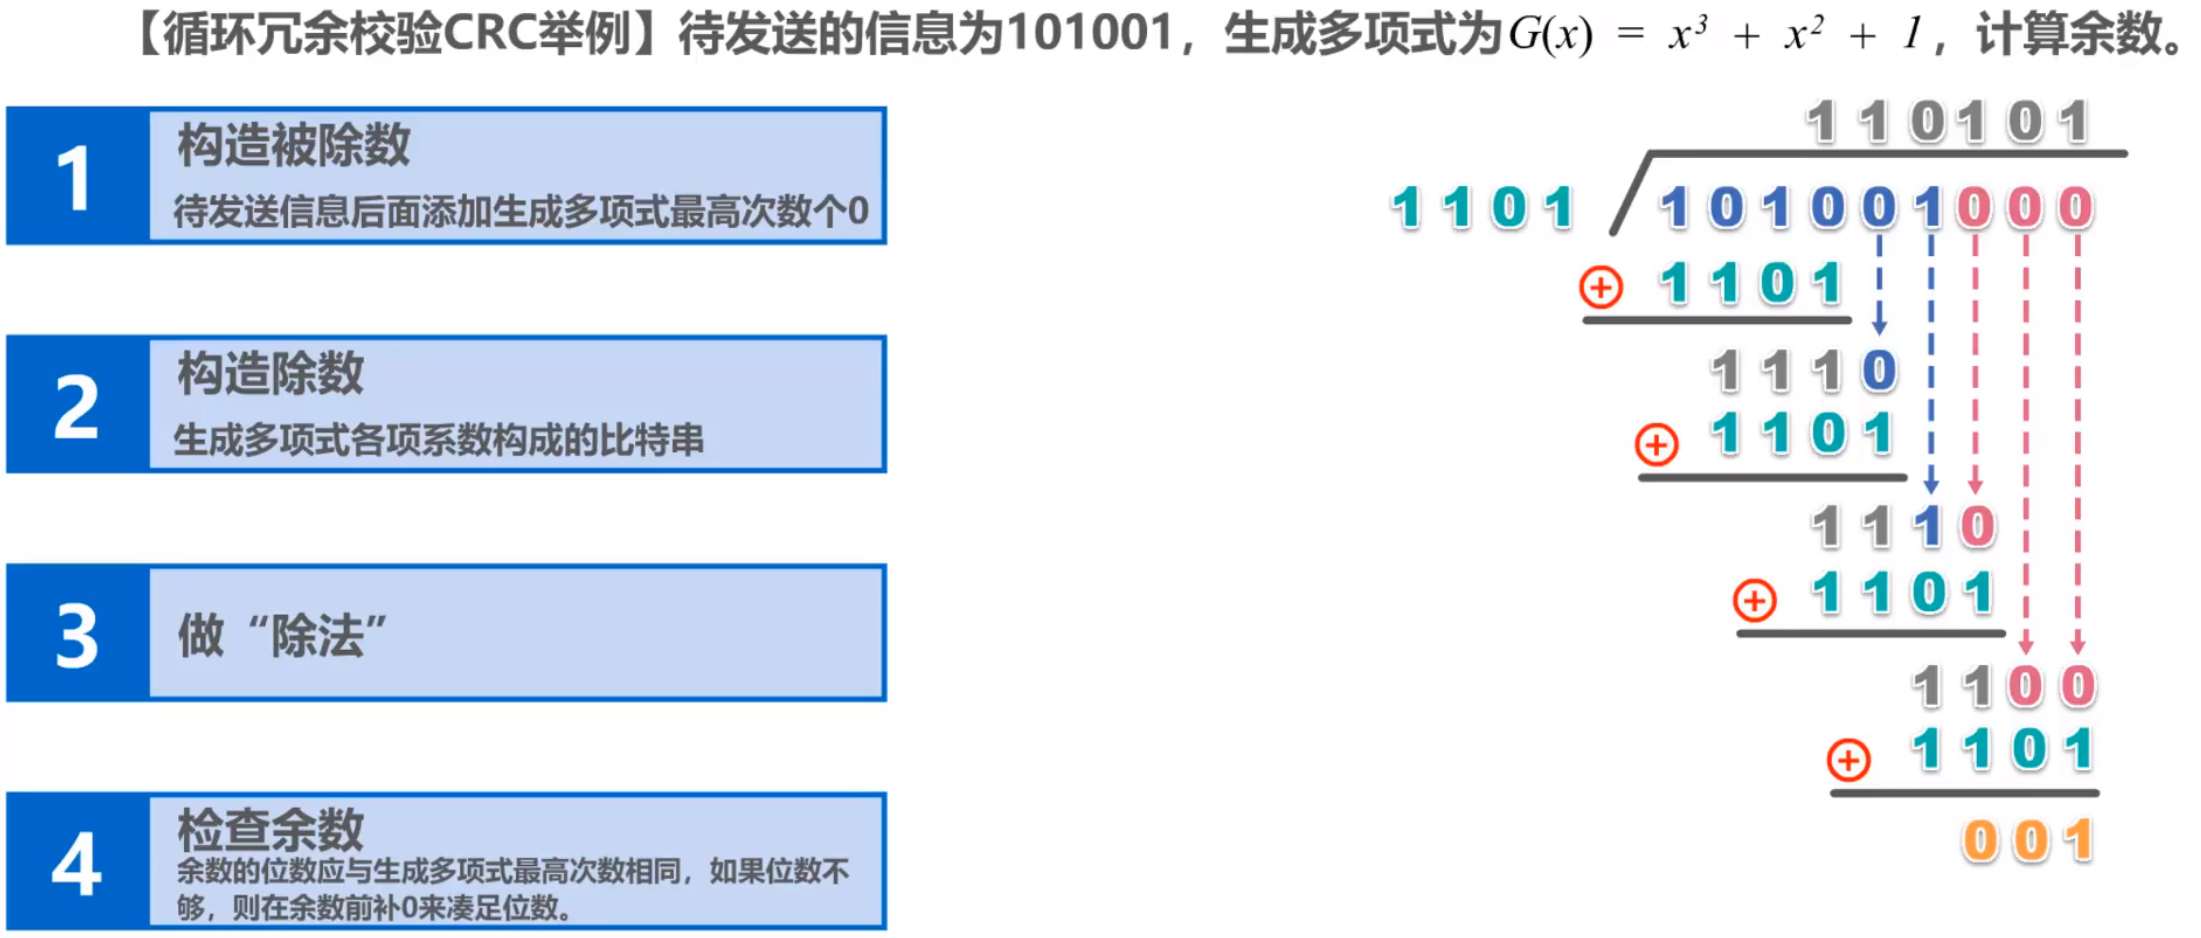 【循环冗余校验CRC举例】待发送的信息为101001，生成多项式为G(x) = x³ + x² + 1，计算余数。
1
构造被除数
待发送信息后面添加生成多项式最高次数个0
2
构造除数
生成多项式各项系数构成的比特串
3
做“除法”
4
检查余数
余数的位数应与生成多项式最高次数相同，如果位数不
够，则在余数前补0来凑足位数。
1 1 0 1 0 1
1 1 0 1
1 0 1 0 0 1 0 0 0
1 1 0 1
1 1 1 0
1 1 0 1
1 1 1 0
1 1 0 1
1 1 0 0
1 1 0 1
0 0 1